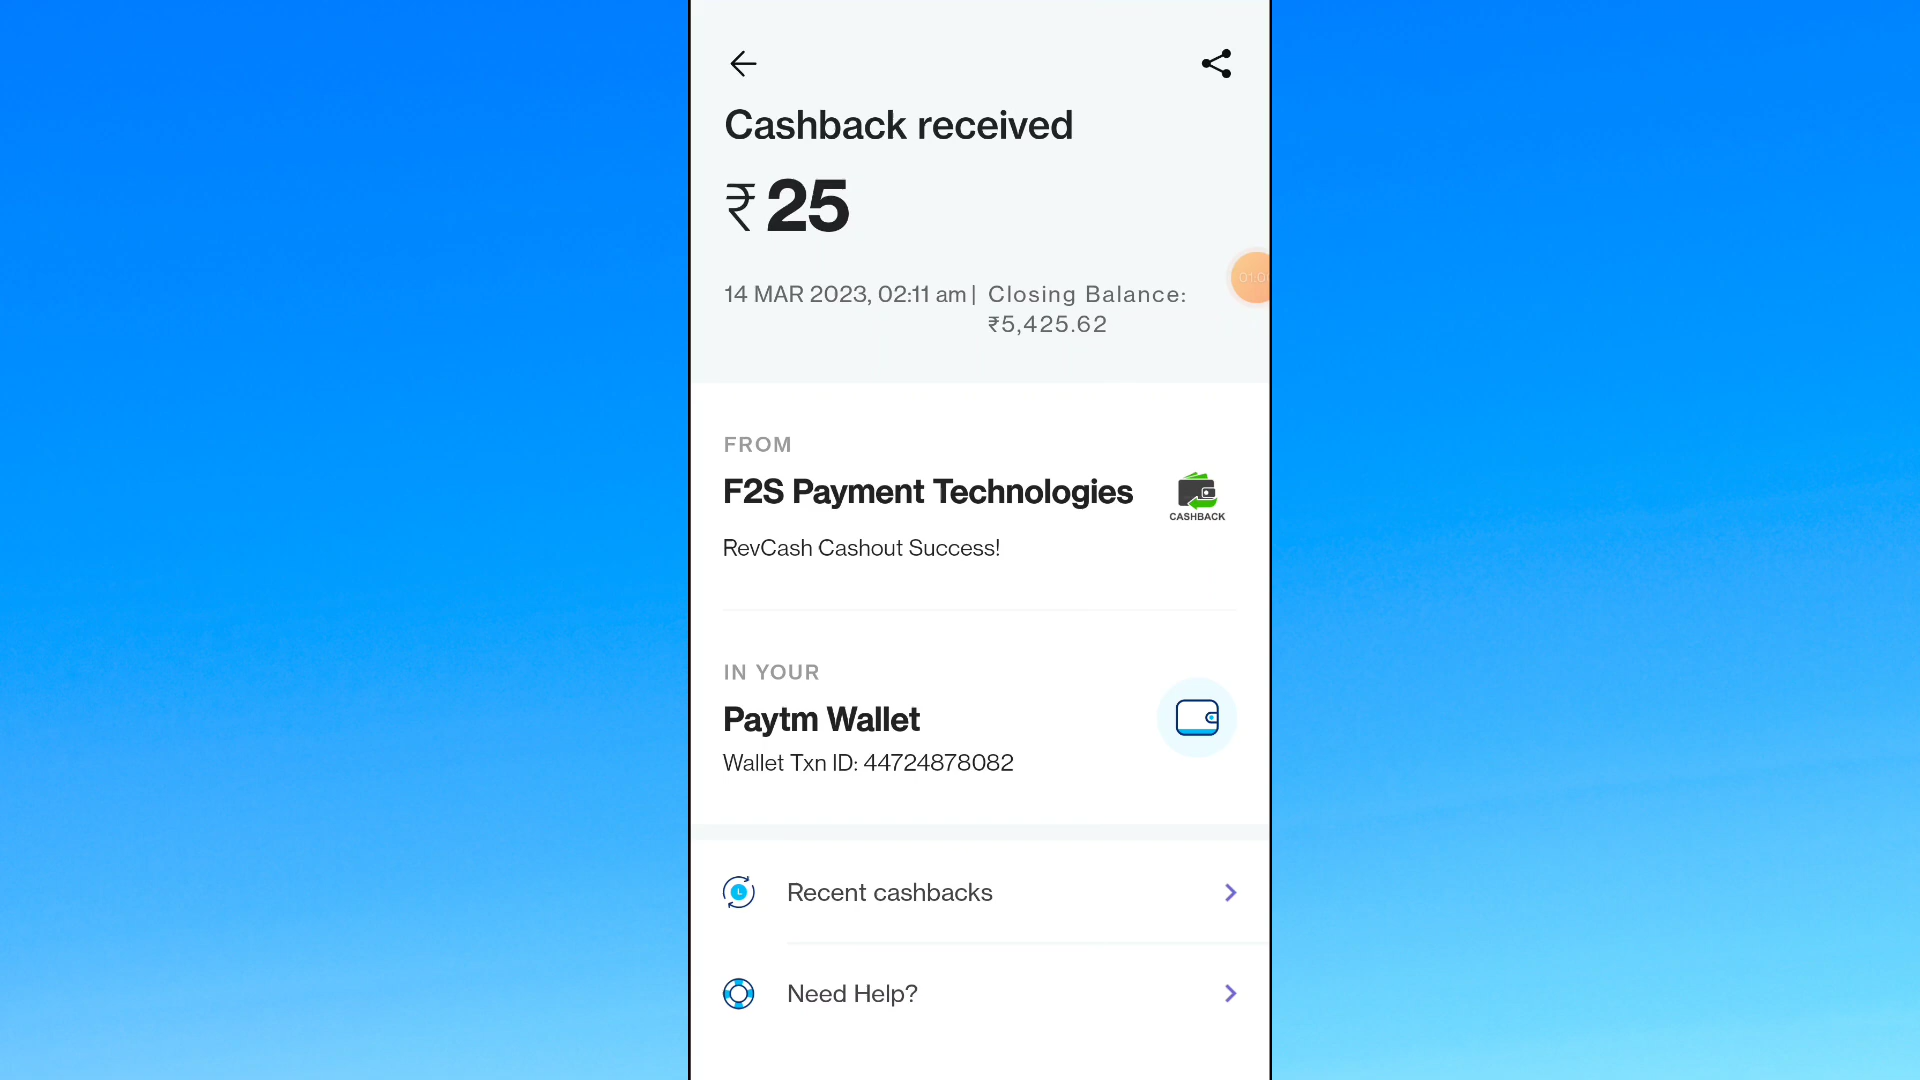 Cashback received
₹ 25
14 MAR 2023, 02:11 am | Closing Balance:
₹5,425.62
FROM
F2S Payment Technologies
CASHBACK
RevCash Cashout Success!
IN YOUR
Paytm Wallet
Wallet Txn ID: 44724878082
Recent cashbacks
Need Help?